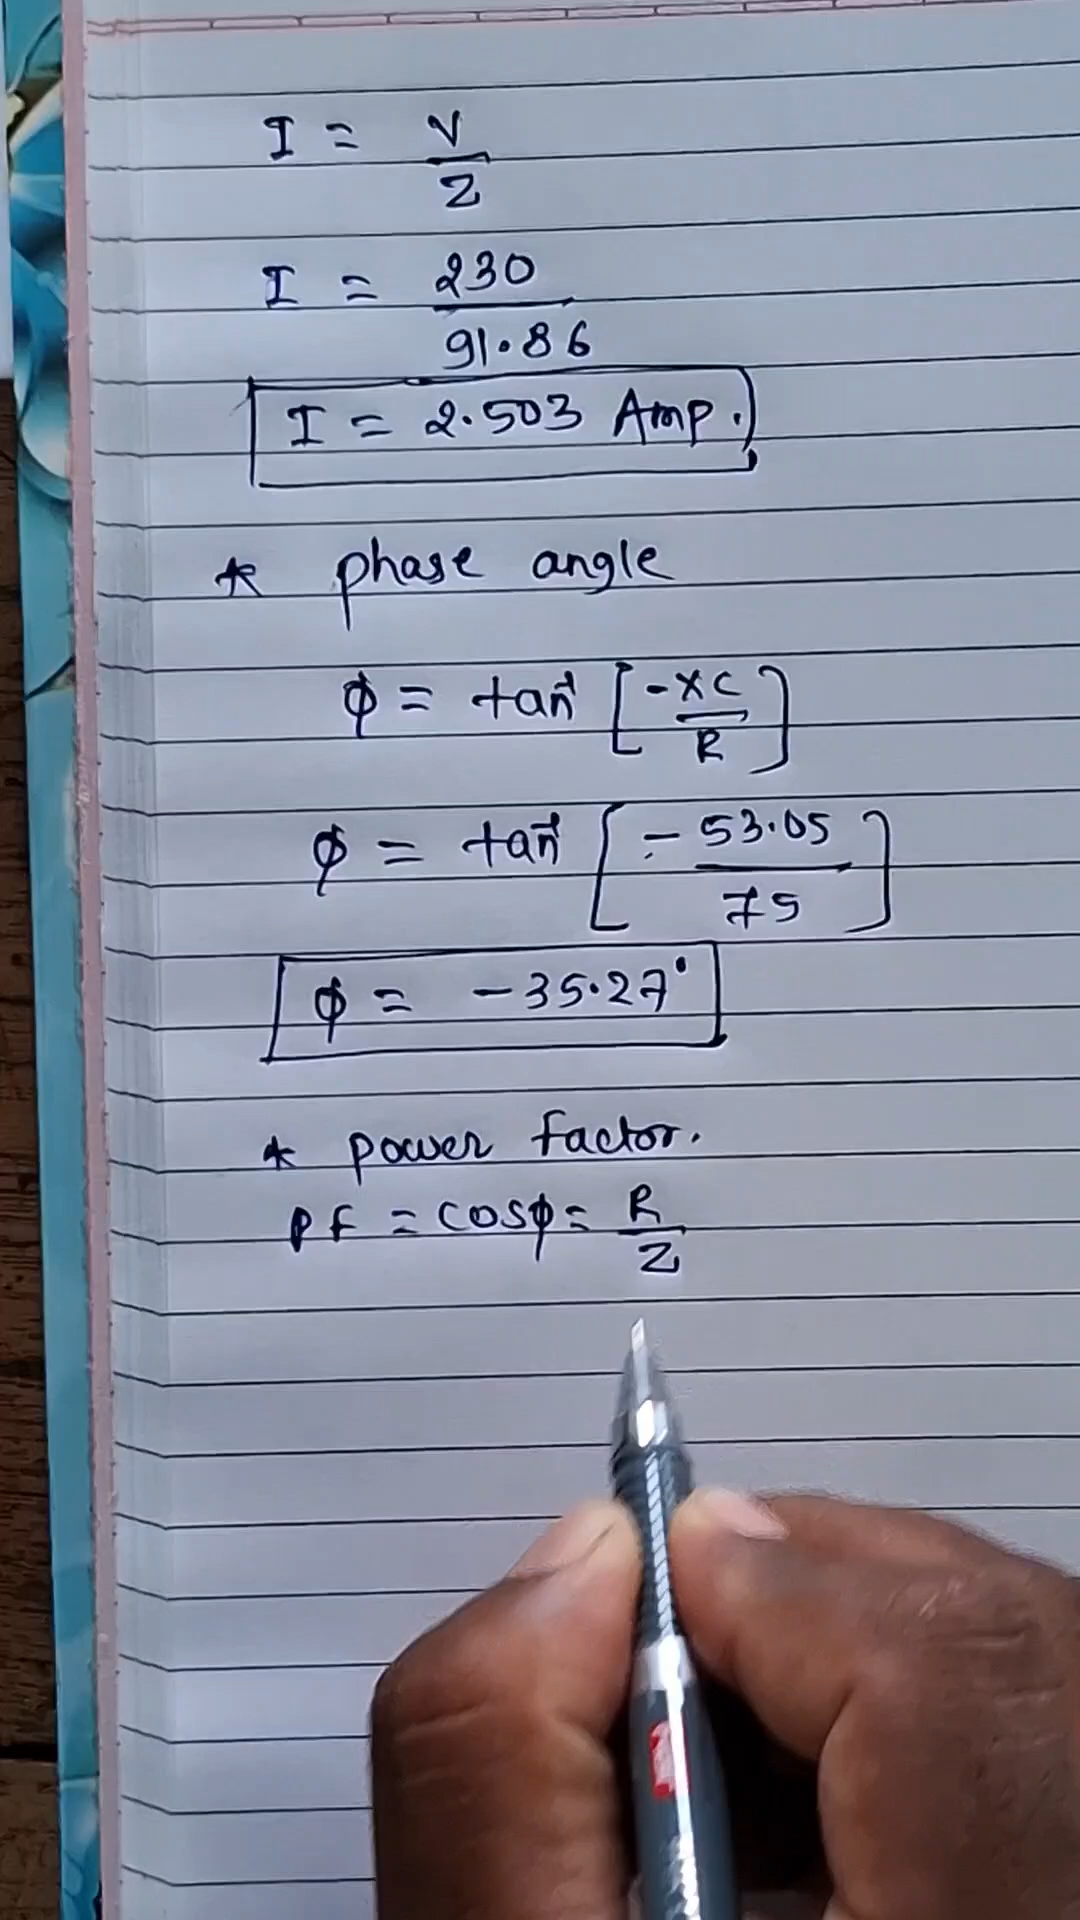 I = V/Z
I = 230/91.86
I = 2.503 Amp.
* phase angle
ϕ = tan⁻¹ [-XC/R]
ϕ = tan⁻¹ [-53.05/75]
ϕ = -35.27°
* power factor.
PF = cosϕ = R/Z